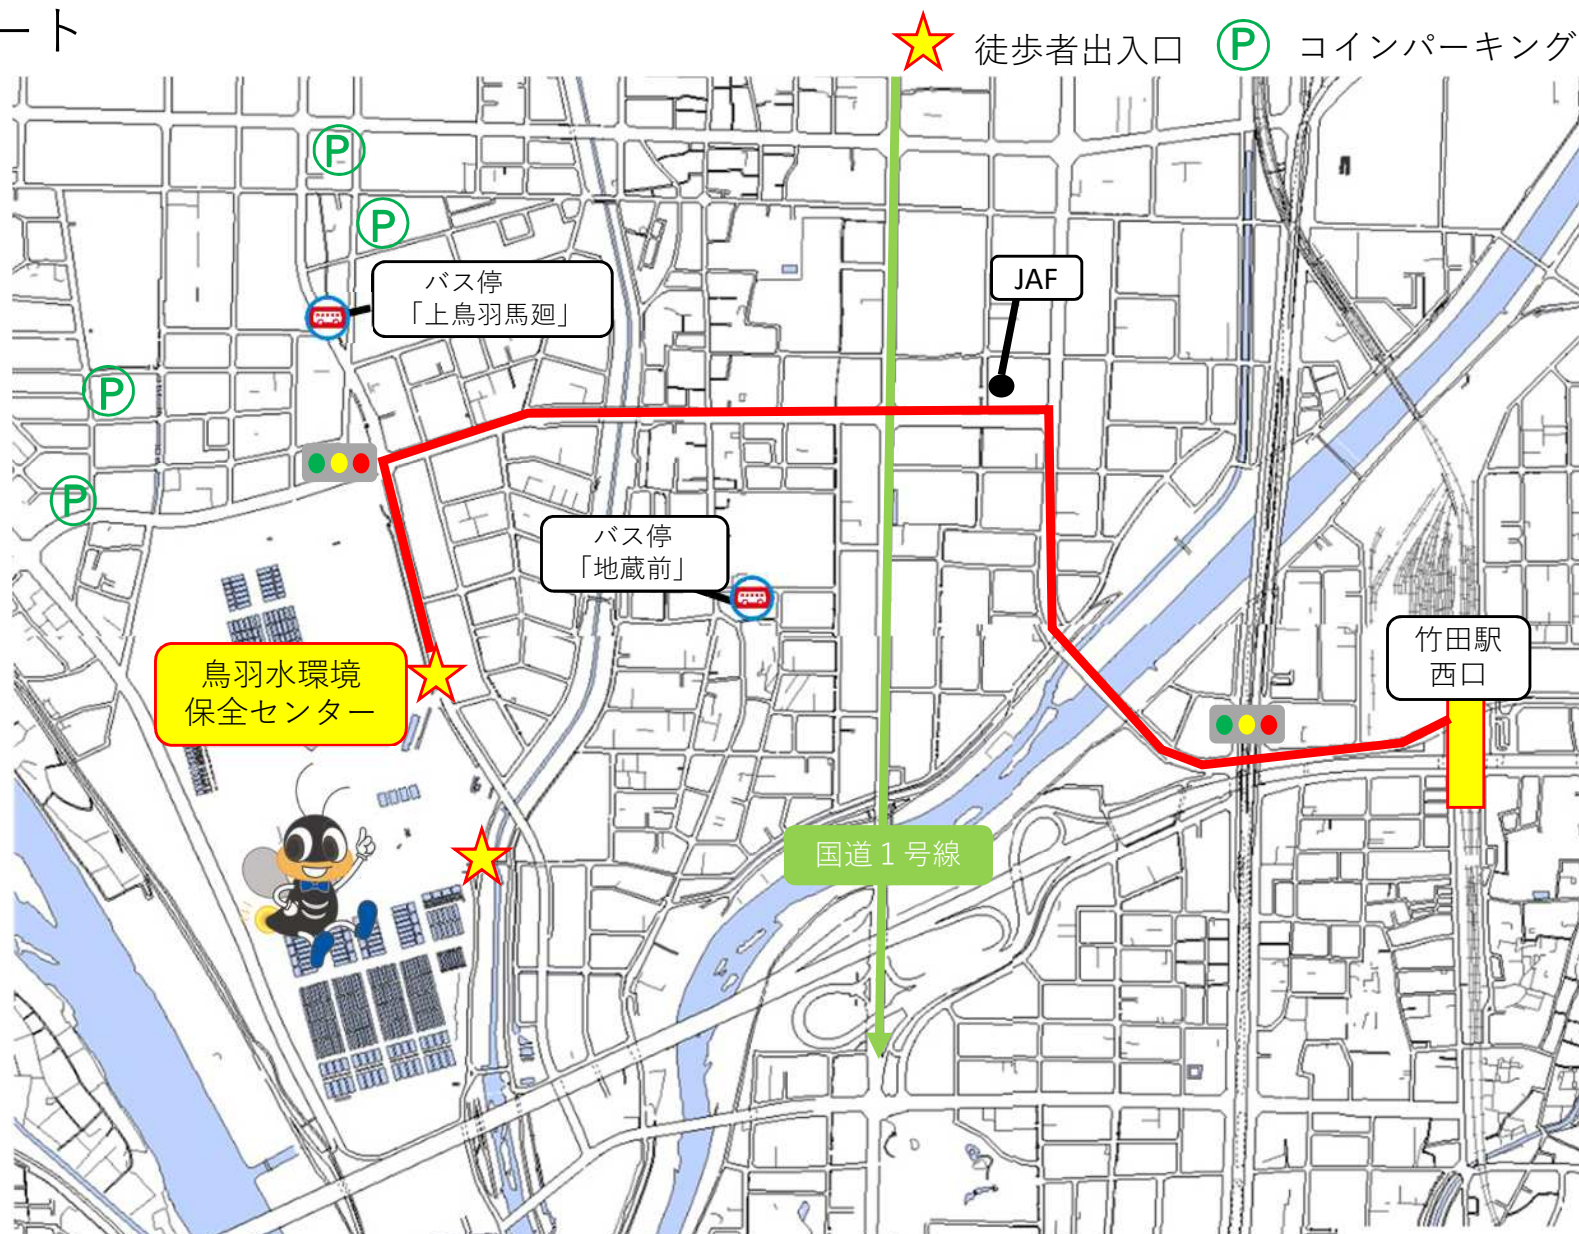 ート
徒歩者出入口
P コインパーキング
P
P
バス停
「上鳥羽馬廻」
JAF
P
P
バス停
「地蔵前」
竹田駅
西口
鳥羽水環境
保全センター
国道1号線